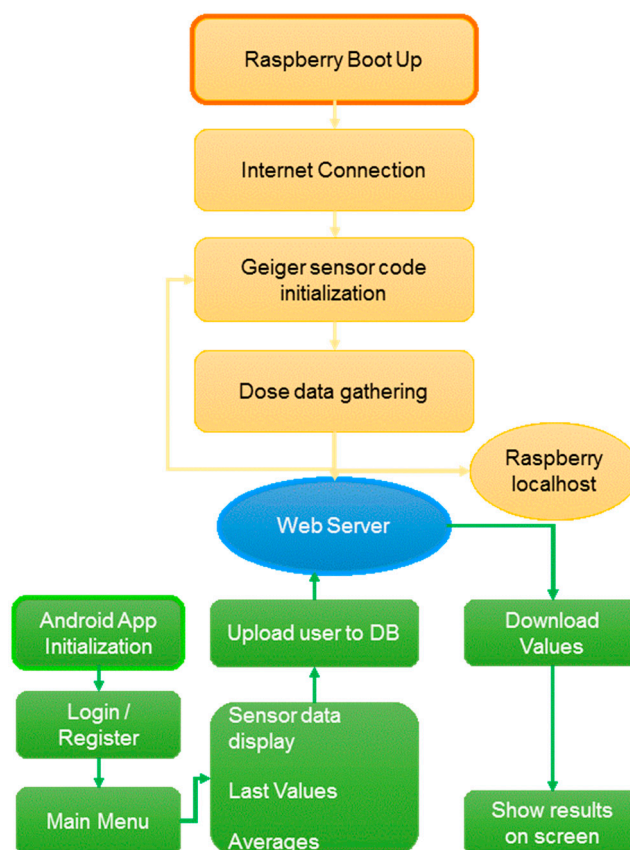 Raspberry Boot Up
Internet Connection
Geiger sensor code
initialization
Dose data gathering
Raspberry
localhost
Web Server
Android App
Initialization
Upload user to DB
Download
Values
Login /
Register
Sensor data
display
Last Values
Averages
Main Menu
Show results
on screen